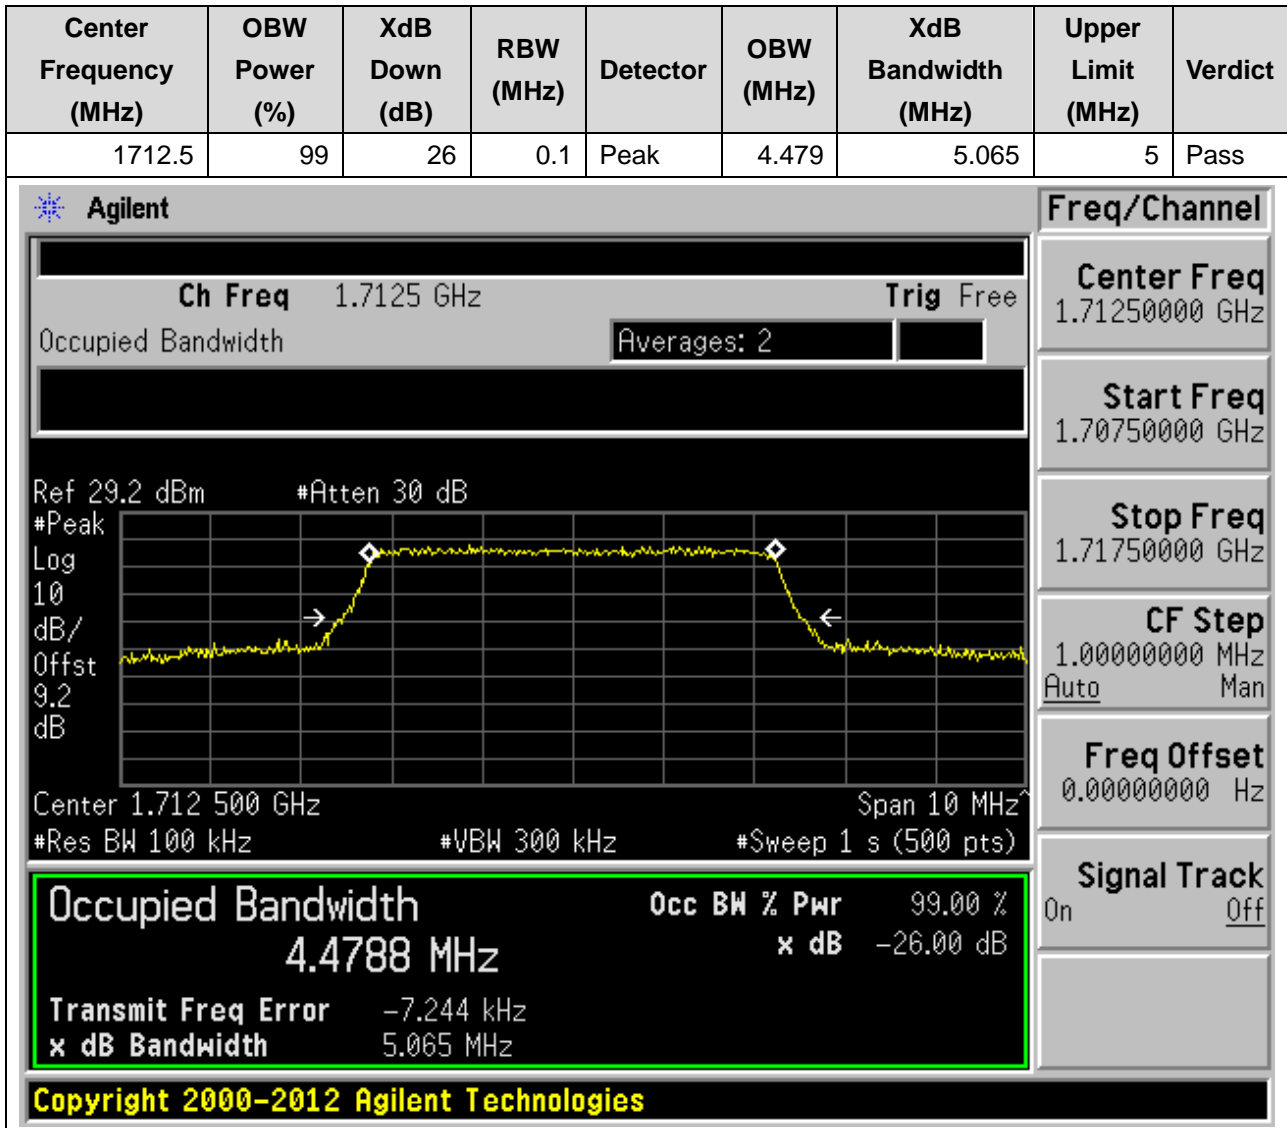 Center Frequency (MHz) OBW Power (%) XdB Down (dB) RBW (MHz) Detector OBW (MHz) XdB Bandwidth (MHz) Upper Limit (MHz) Verdict
1712.5 99 26 0.1 Peak 4.479 5.065 5 Pass
Agilent
Freq/Channel
Ch Freq 1.7125 GHz Trig Free
Occupied Bandwidth Averages: 2
Center Freq
1.71250000 GHz
Start Freq
1.70750000 GHz
Stop Freq
1.71750000 GHz
CF Step
1.00000000 MHz
Auto Man
Freq Offset
0.00000000 Hz
Signal Track
On Off
Ref 29.2 dBm #Atten 30 dB
#Peak
Log
10
dB/
Offst
9.2
dB
Center 1.712 500 GHz Span 10 MHz^
#Res BW 100 kHz #VBW 300 kHz #Sweep 1 s (500 pts)
Occupied Bandwidth Occ BW % Pwr 99.00 %
4.4788 MHz x dB -26.00 dB
Transmit Freq Error -7.244 kHz
x dB Bandwidth 5.065 MHz
Copyright 2000-2012 Agilent Technologies